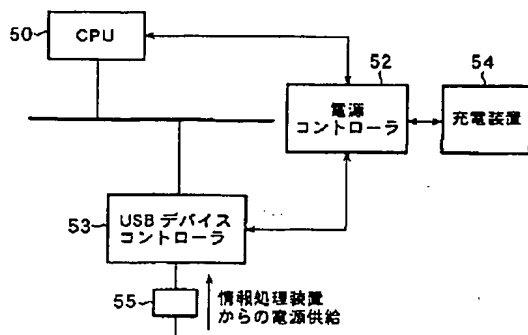 50
CPU
52
電源
コントローラ
54
充電装置
53
USB デバイス
コントローラ
55
情報処理装置
からの電源供給